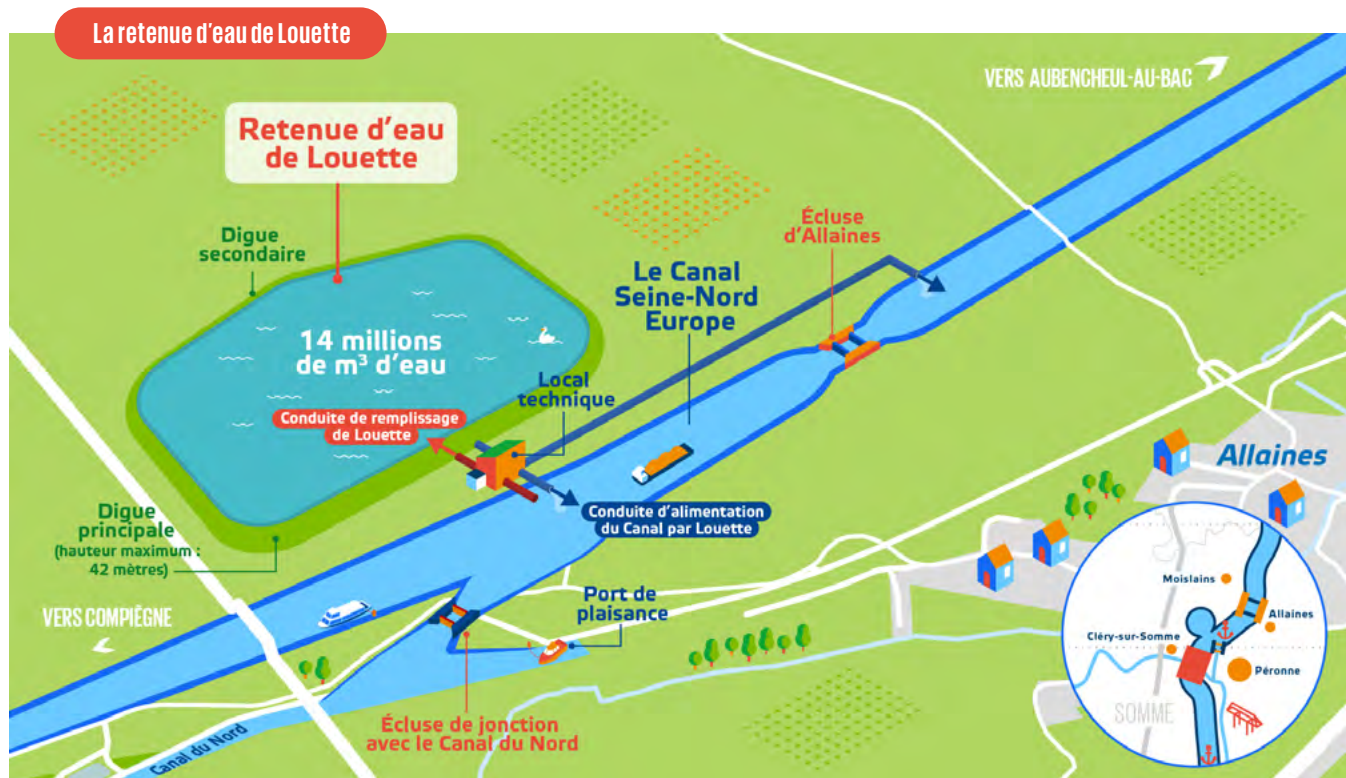 La retenue d'eau de Louette
VERS AUBENCHEUL-AU-BAC
Retenue d'eau
de Louette
Digue
secondaire
Écluse
d'Allaines
Le Canal
Seine-Nord
Europe
14 millions
de m³ d'eau
Local
technique
Conduite de remplissage
de Louette
Allaines
Conduite d'alimentation
du Canal par Louette
Digue
principale
(hauteur maximum :
42 mètres)
Port de
plaisance
VERS COMPIÈGNE
Écluse de jonction
avec le Canal du Nord
Canal du Nord
Moislains
Allaines
Cléry-sur-Somme
Péronne
SOMME